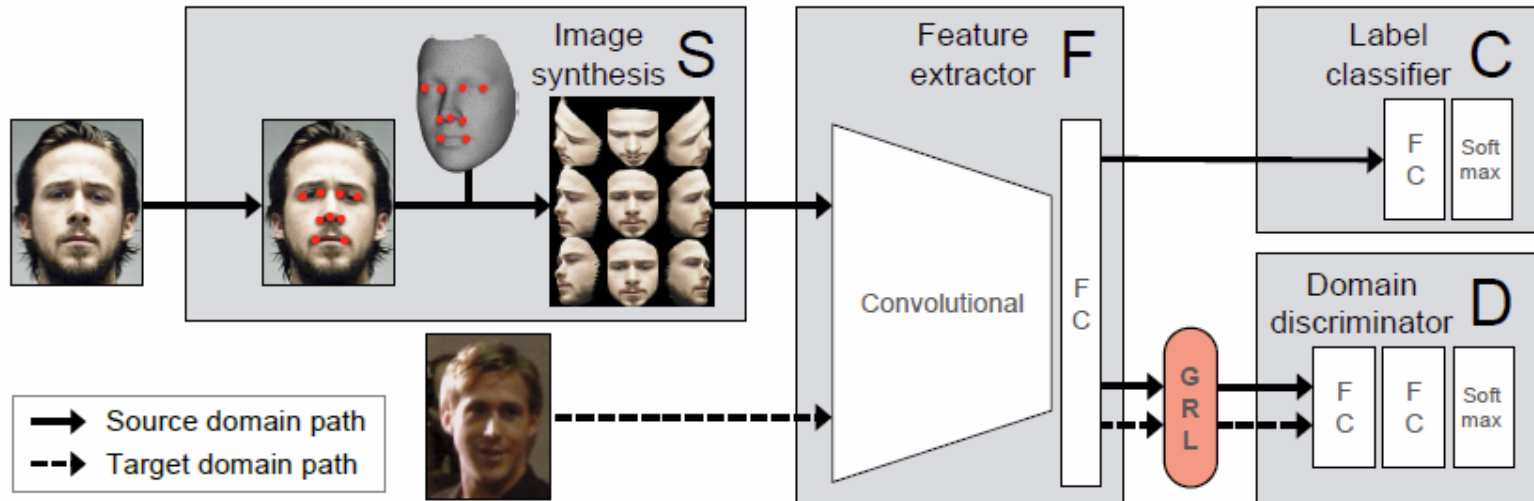 Image
synthesis
S
Feature
extractor
F
Label
classifier
C
F
C
Soft
max
Convolutional
F
C
Domain
discriminator
D
G
R
L
F
C
F
C
Soft
max
Source domain path
Target domain path